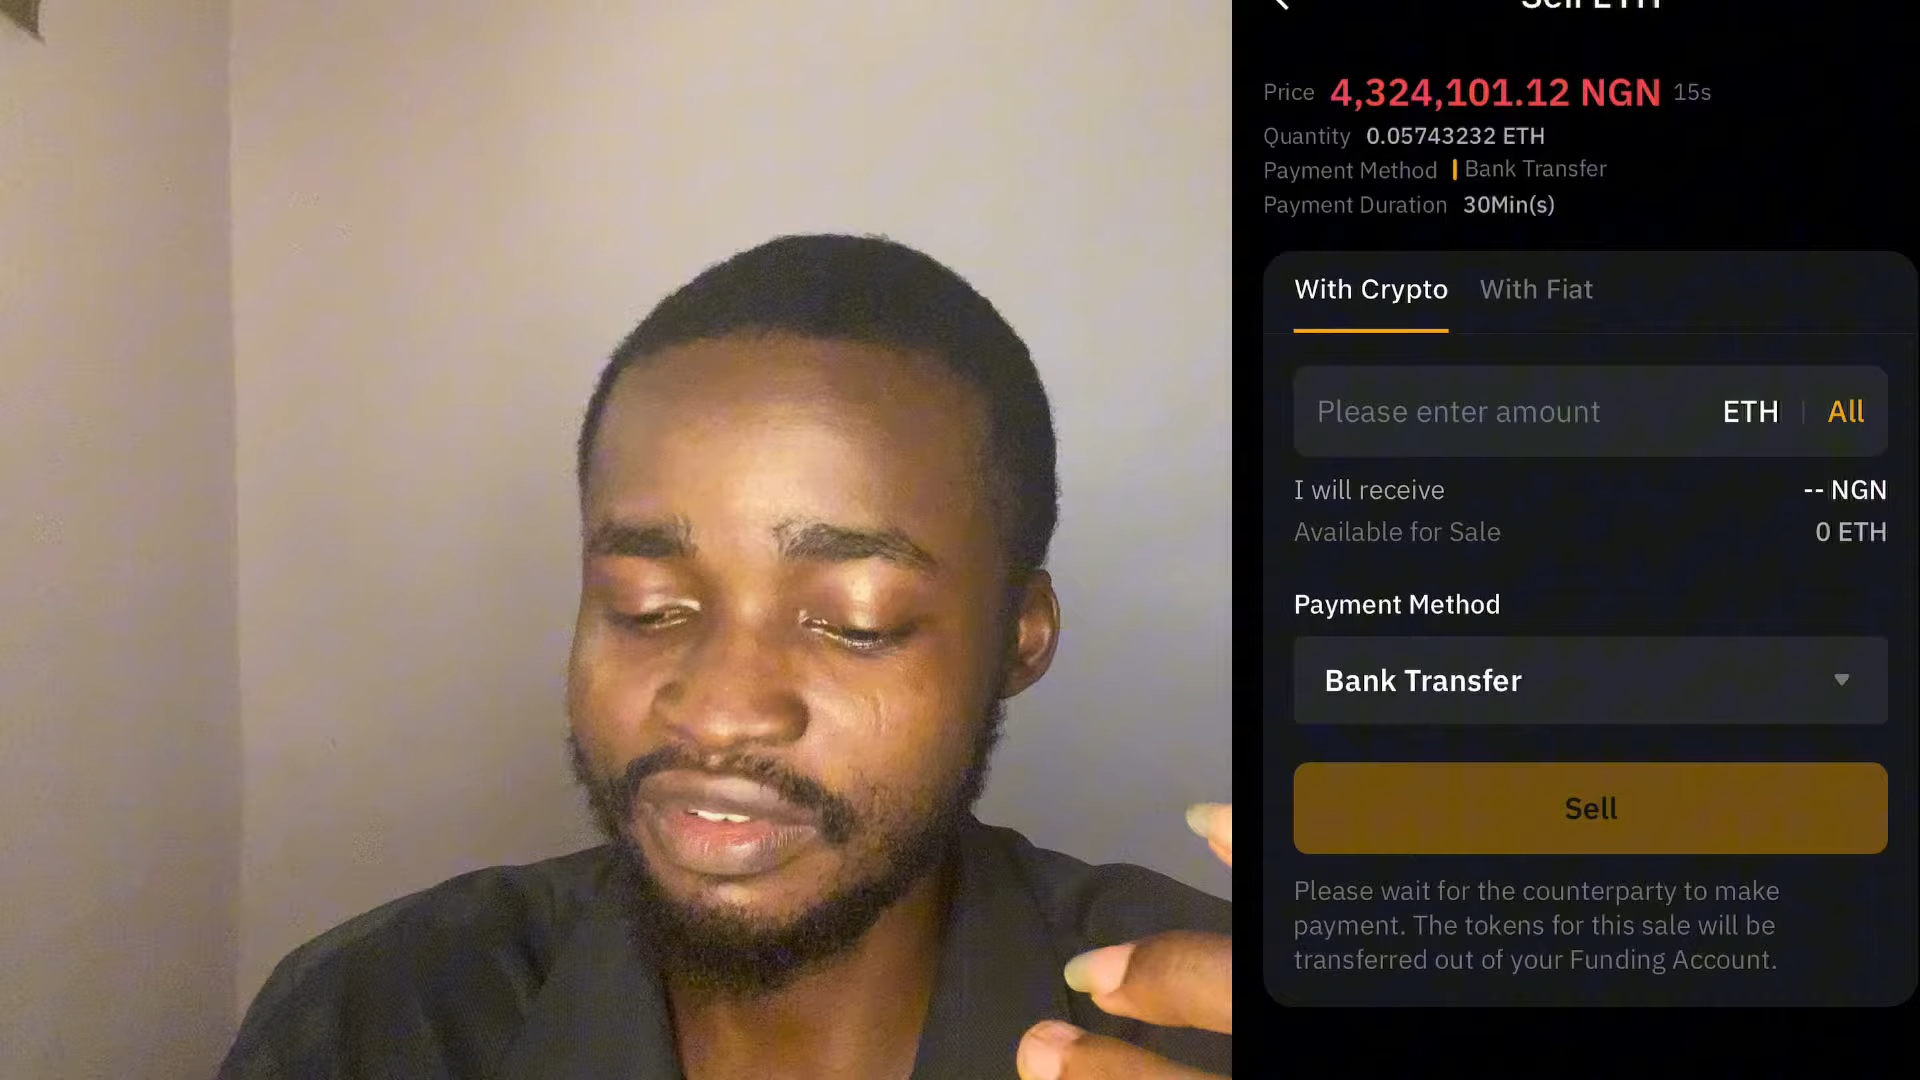 Sell ETH
Price 4,324,101.12 NGN 15s
Quantity 0.05743232 ETH
Payment Method Bank Transfer
Payment Duration 30Min(s)
With Crypto With Fiat
Please enter amount ETH All
I will receive -- NGN
Available for Sale 0 ETH
Payment Method
Bank Transfer
Sell
Please wait for the counterparty to make
payment. The tokens for this sale will be
transferred out of your Funding Account.